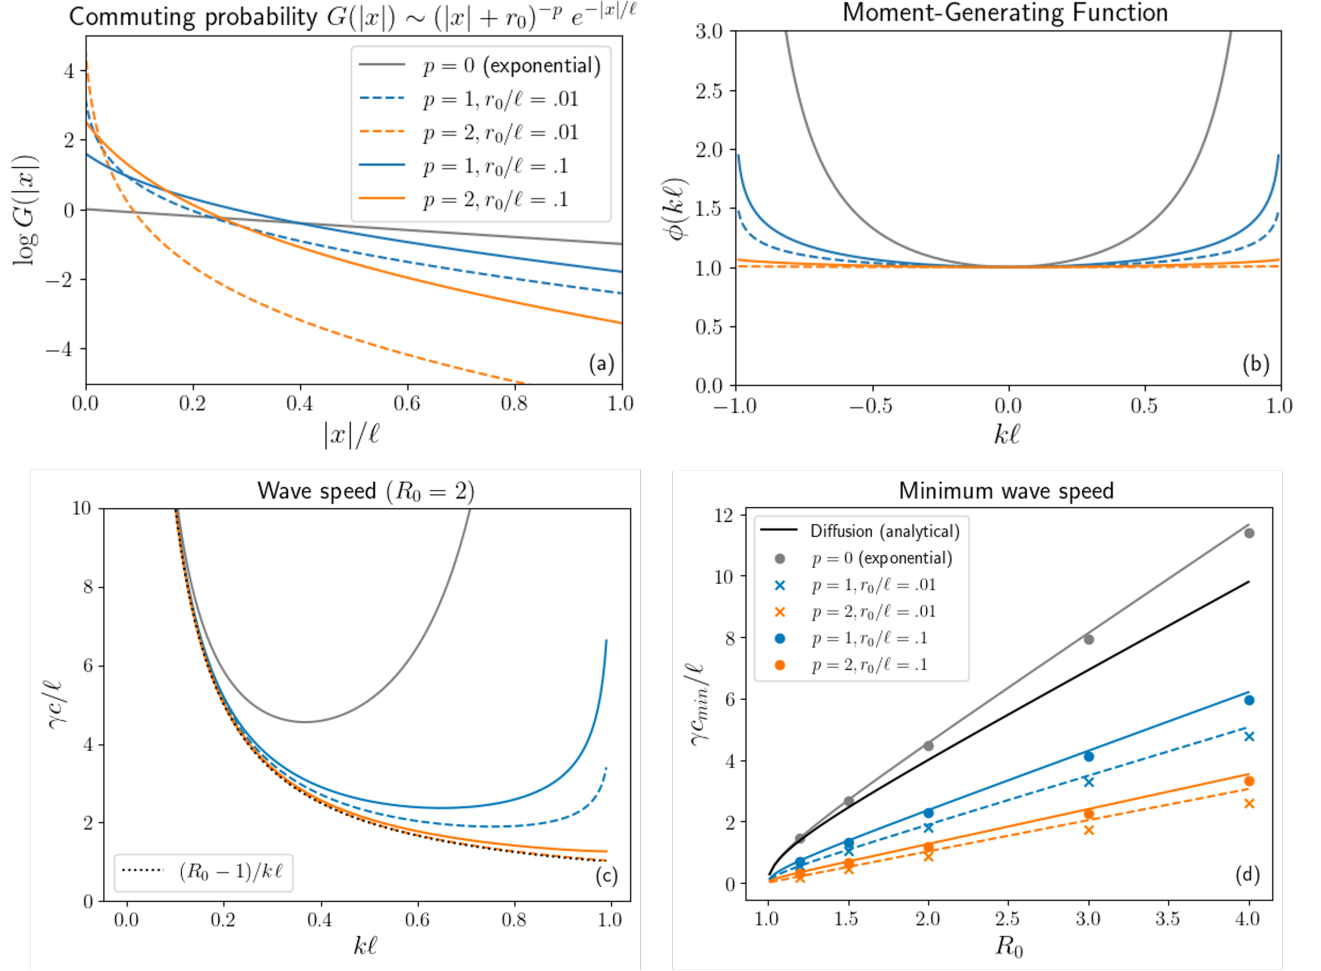 Commuting probability G(|x|) ∼ (|x| + r₀)⁻ᵖ e^{−|x|/ℓ}
log G(|x|)
4
2
0
−2
−4
p = 0 (exponential)
p = 1, r₀/ℓ = .01
p = 2, r₀/ℓ = .01
p = 1, r₀/ℓ = .1
p = 2, r₀/ℓ = .1
(a)
0.0 0.2 0.4 0.6 0.8 1.0
|x|/ℓ
Moment-Generating Function
ϕ(kℓ)
3.0
2.5
2.0
1.5
1.0
0.5
0.0
(b)
−1.0 −0.5 0.0 0.5 1.0
kℓ
Wave speed (R₀ = 2)
γc/ℓ
10
8
6
4
2
0
(R₀ − 1)/kℓ
(c)
0.0 0.2 0.4 0.6 0.8 1.0
kℓ
Minimum wave speed
γc_{min}/ℓ
12
10
8
6
4
2
0
Diffusion (analytical)
p = 0 (exponential)
p = 1, r₀/ℓ = .01
p = 2, r₀/ℓ = .01
p = 1, r₀/ℓ = .1
p = 2, r₀/ℓ = .1
(d)
1.0 1.5 2.0 2.5 3.0 3.5 4.0
R₀